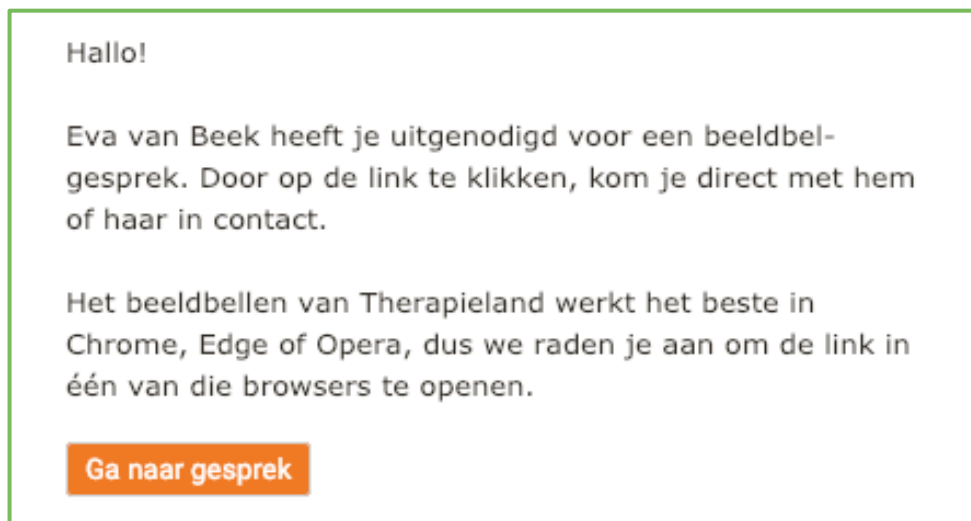 Hallo!
Eva van Beek heeft je uitgenodigd voor een beeldbel-
gesprek. Door op de link te klikken, kom je direct met hem
of haar in contact.
Het beeldbellen van Therapieland werkt het beste in
Chrome, Edge of Opera, dus we raden je aan om de link in
één van die browsers te openen.
Ga naar gesprek